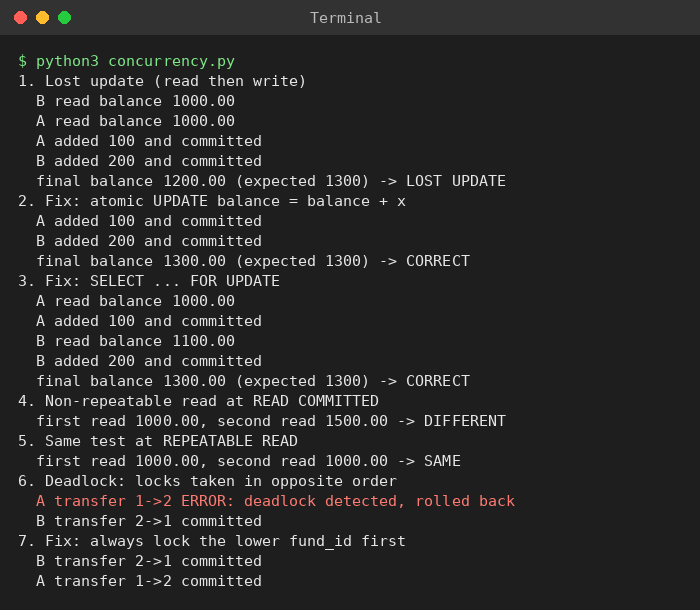 Terminal
$ python3 concurrency.py
1. Lost update (read then write)
  B read balance 1000.00
  A read balance 1000.00
  A added 100 and committed
  B added 200 and committed
  final balance 1200.00 (expected 1300) -> LOST UPDATE
2. Fix: atomic UPDATE balance = balance + x
  A added 100 and committed
  B added 200 and committed
  final balance 1300.00 (expected 1300) -> CORRECT
3. Fix: SELECT ... FOR UPDATE
  A read balance 1000.00
  A added 100 and committed
  B read balance 1100.00
  B added 200 and committed
  final balance 1300.00 (expected 1300) -> CORRECT
4. Non-repeatable read at READ COMMITTED
  first read 1000.00, second read 1500.00 -> DIFFERENT
5. Same test at REPEATABLE READ
  first read 1000.00, second read 1000.00 -> SAME
6. Deadlock: locks taken in opposite order
  A transfer 1->2 ERROR: deadlock detected, rolled back
  B transfer 2->1 committed
7. Fix: always lock the lower fund_id first
  B transfer 2->1 committed
  A transfer 1->2 committed